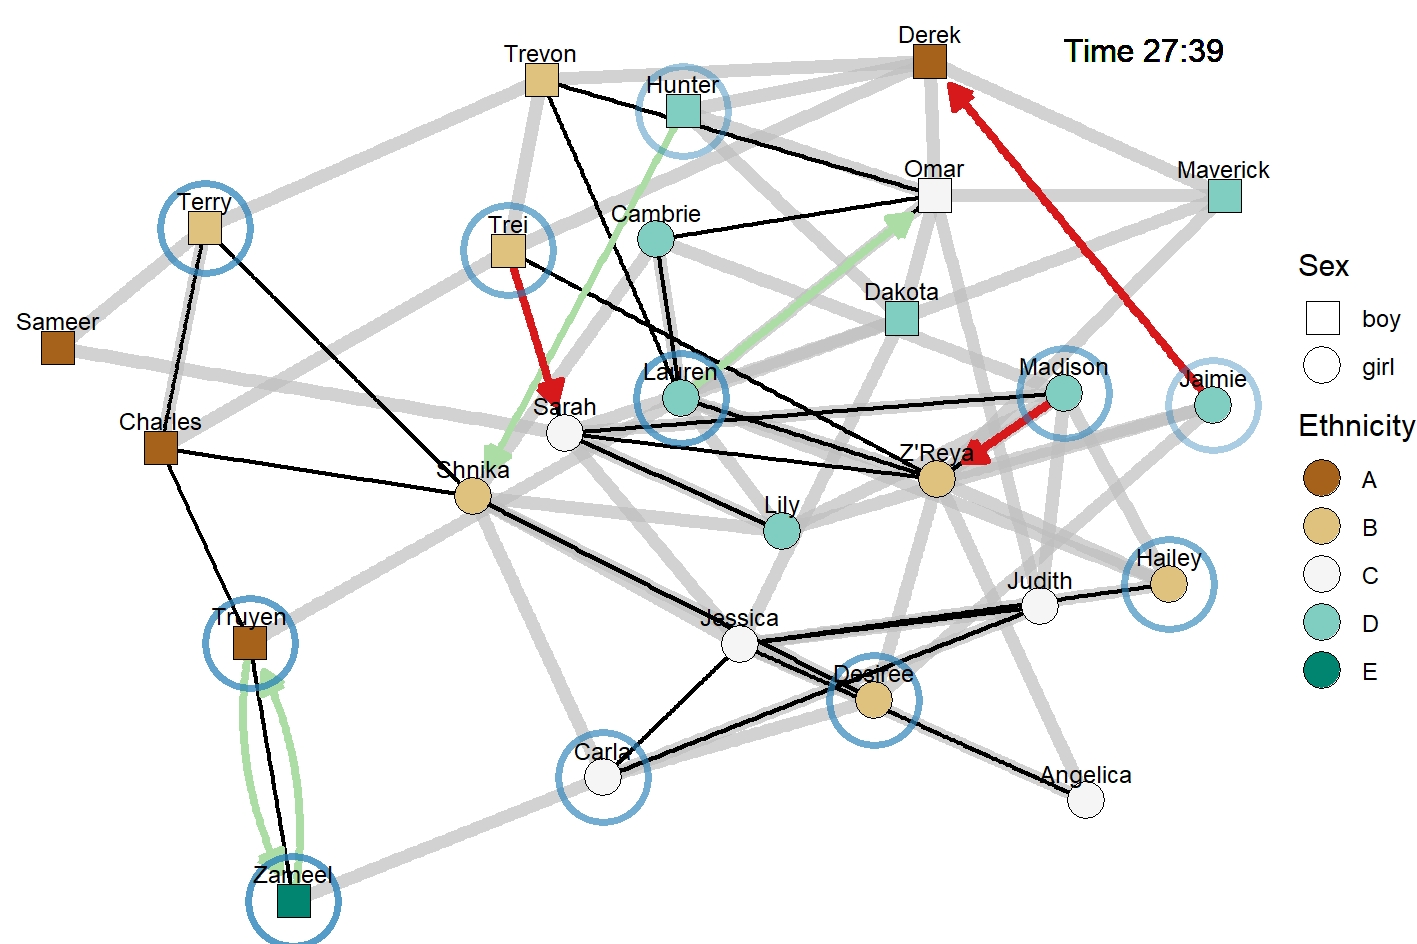 Derek
Time 27:39
Trevon
Hunter
Omar
Maverick
Terry
Trei
Cambrie
Dakota
Sameer
Lauren
Madison
Jaimie
Sarah
Charles
Shnika
Z'Reya
Lily
Hailey
Judith
Truyen
Jessica
Desiree
Carla
Angelica
Zameel
Sex
boy
girl
Ethnicity
A
B
C
D
E